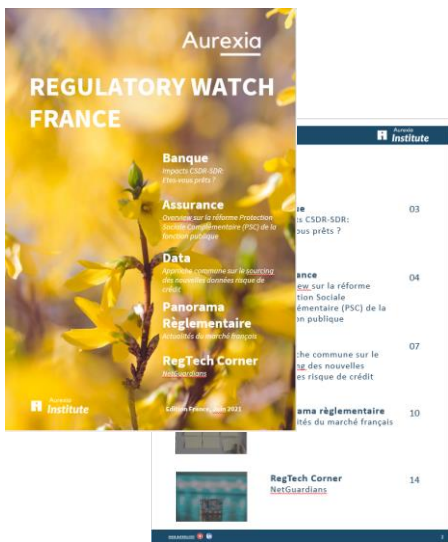 Aurexia
REGULATORY WATCH
FRANCE
Banque
Impacts CSDR-SDR:
Etes-vous prêts ?
Assurance
Overview sur la réforme Protection
Sociale Complémentaire (PSC) de la
fonction publique
Data
Approche commune sur le sourcing
des nouvelles données risque de
crédit
Panorama
Règlementaire
Actualités du marché français
RegTech Corner
NetGuardians
Aurexia
Institute
Edition France, Juin 2021
Aurexia
Institute
03
CSDR-SDR:
ous prêts ?
04
sur la réforme
tion Sociale
émentaire (PSC) de la
on publique
07
che commune sur le
des nouvelles
es risque de crédit
ama règlementaire
10
ités du marché français
RegTech Corner
14
NetGuardians